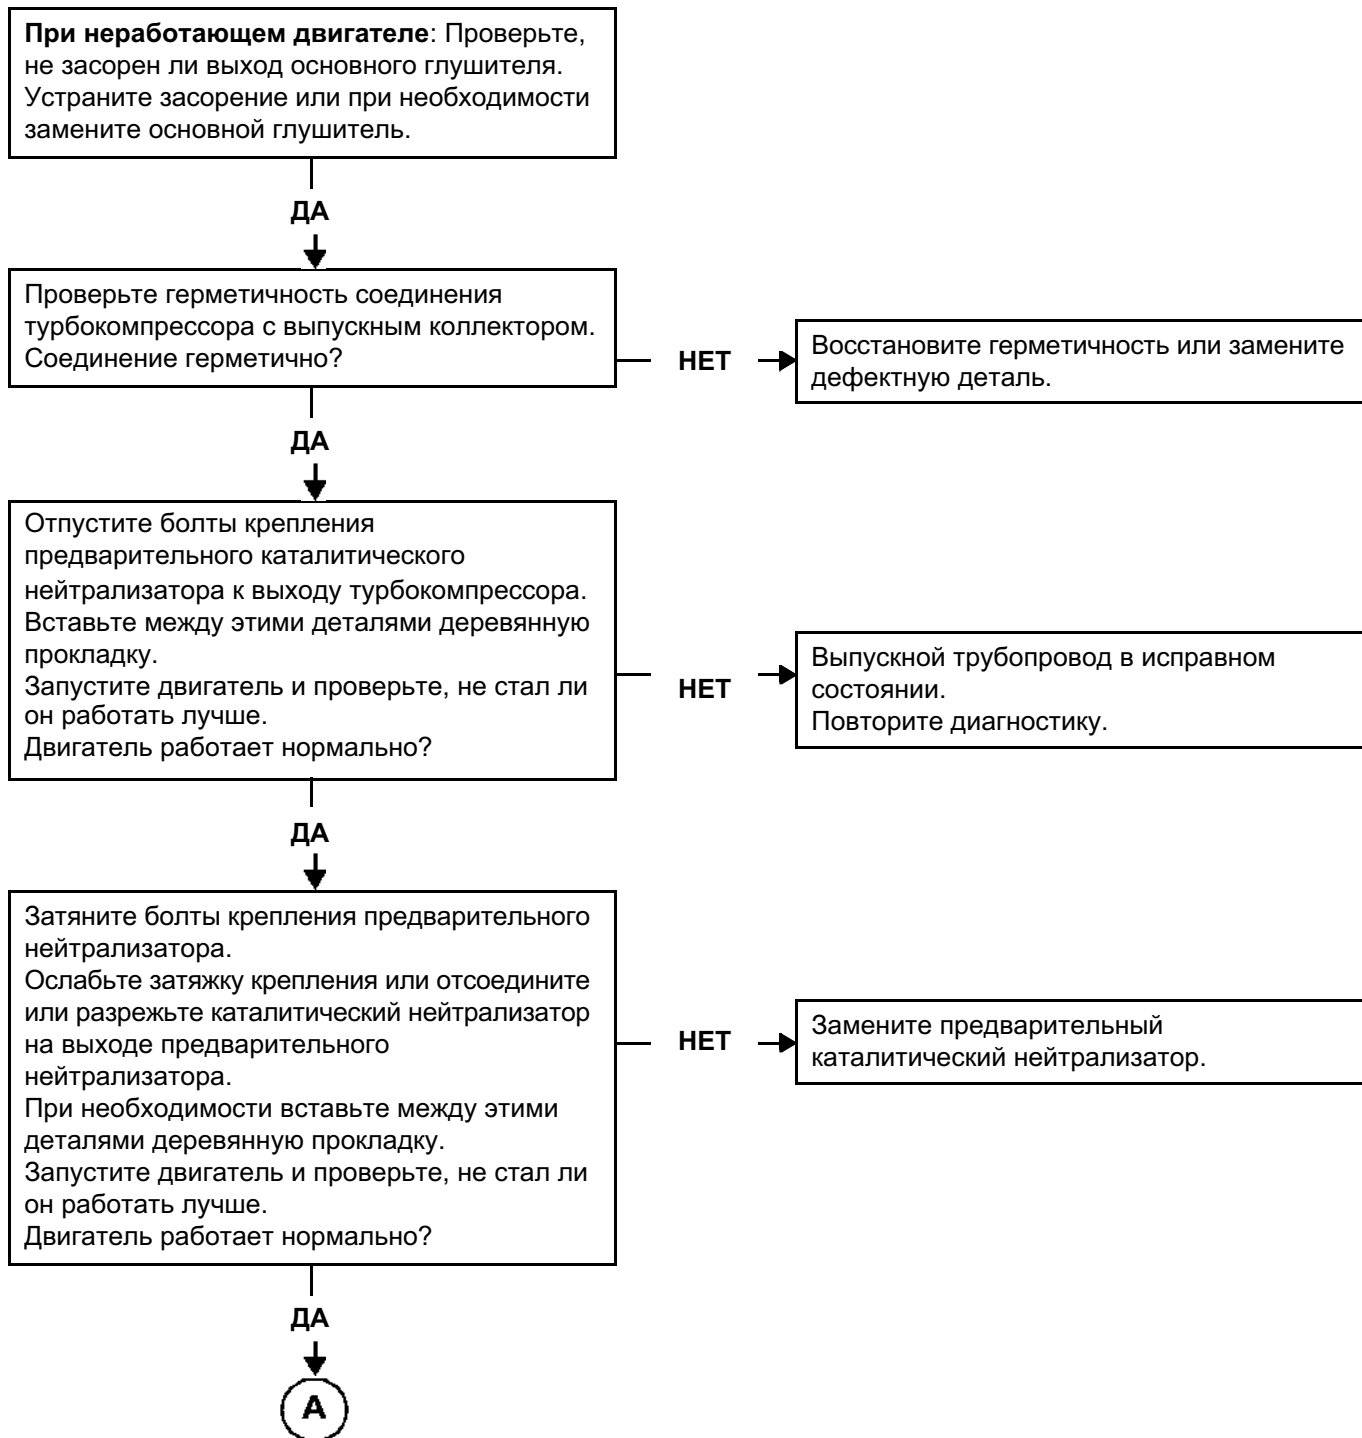 При неработающем двигателе: Проверьте,
не засорен ли выход основного глушителя.
Устраните засорение или при необходимости
замените основной глушитель.
ДА
Проверьте герметичность соединения
турбокомпрессора с выпускным коллектором.
Соединение герметично?
НЕТ
Восстановите герметичность или замените
дефектную деталь.
ДА
Отпустите болты крепления
предварительного каталитического
нейтрализатора к выходу турбокомпрессора.
Вставьте между этими деталями деревянную
прокладку.
Запустите двигатель и проверьте, не стал ли
он работать лучше.
Двигатель работает нормально?
НЕТ
Выпускной трубопровод в исправном
состоянии.
Повторите диагностику.
ДА
Затяните болты крепления предварительного
нейтрализатора.
Ослабьте затяжку крепления или отсоедините
или разрежьте каталитический нейтрализатор
на выходе предварительного
нейтрализатора.
При необходимости вставьте между этими
деталями деревянную прокладку.
Запустите двигатель и проверьте, не стал ли
он работать лучше.
Двигатель работает нормально?
НЕТ
Замените предварительный
каталитический нейтрализатор.
ДА
А